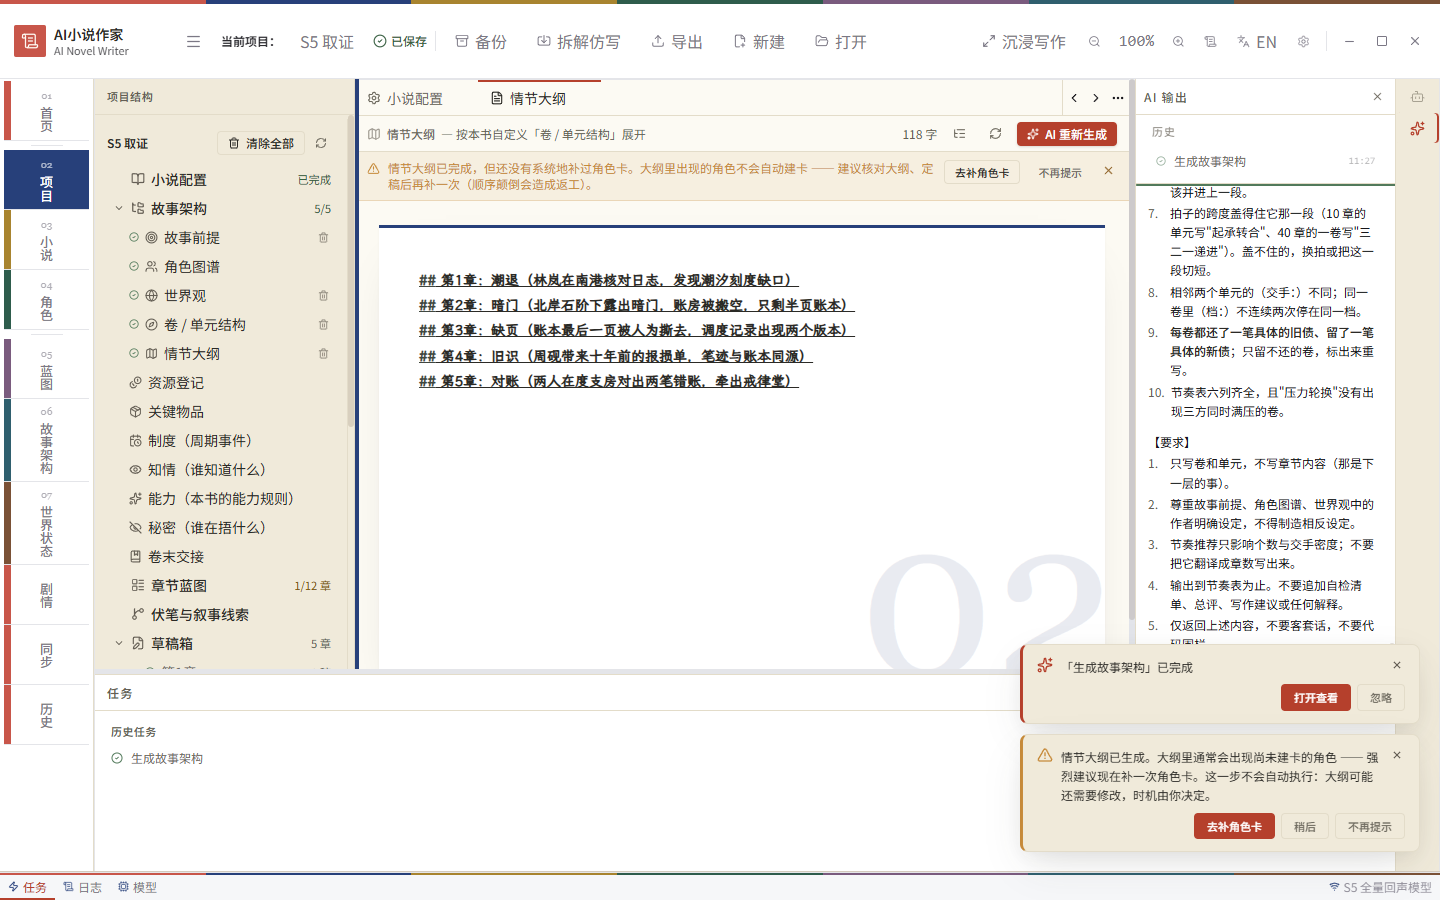 AI小说作家
AI Novel Writer
当前项目：
S5 取证
已保存
备份
拆解仿写
导出
新建
打开
沉浸写作
100%
EN
01
首页
02
项目
03
小说
04
角色
05
蓝图
06
故事架构
07
世界状态
剧情
同步
历史
项目结构
S5 取证
清除全部
小说配置 已完成
故事架构 5/5
故事前提
角色图谱
世界观
卷 / 单元结构
情节大纲
资源登记
关键物品
制度（周期事件）
知情（谁知道什么）
能力（本书的能力规则）
秘密（谁在捂什么）
卷末交接
章节蓝图 1/12 章
伏笔与叙事线索
草稿箱 5 章
小说配置
情节大纲
情节大纲 — 按本书自定义「卷 / 单元结构」展开
118 字
AI 重新生成
情节大纲已完成，但还没有系统地补过角色卡。大纲里出现的角色不会自动建卡 —— 建议核对大纲、定
稿后再补一次（顺序颠倒会造成返工）。
去补角色卡
不再提示
## 第1章：潮退（林岚在南港核对日志，发现潮汐刻度缺口）
## 第2章：暗门（北岸石阶下露出暗门，账房被搬空，只剩半页账本）
## 第3章：缺页（账本最后一页被人为撕去，调度记录出现两个版本）
## 第4章：旧识（周砚带来十年前的报损单，笔迹与账本同源）
## 第5章：对账（两人在度支房对出两笔错账，牵出戒律堂）
02
AI 输出
历史
生成故事架构 11:27
该并进上一段。
7. 拍子的跨度盖得住它那一段（10 章的
单元写"起承转合"、40 章的一卷写"三
二一递进"）。盖不住的，换拍或把这一
段切短。
8. 相邻两个单元的（交手:）不同；同一
卷里（档:）不连续两次停在同一档。
9. 每卷都还了一笔具体的旧债、留了一笔
具体的新债；只留不还的卷，标出来重
写。
10. 节奏表六列齐全，且"压力轮换"没有出
现三方同时满压的卷。
【要求】
1. 只写卷和单元，不写章节内容（那是下
一层的事）。
2. 尊重故事前提、角色图谱、世界观中的
作者明确设定，不得制造相反设定。
3. 节奏推荐只影响个数与交手密度；不要
把它翻译成章数写出来。
4. 输出到节奏表为止。不要追加自检清
单、总评、写作建议或任何解释。
5. 仅返回上述内容，不要客套话，不要代
「生成故事架构」已完成
打开查看
忽略
情节大纲已生成。大纲里通常会出现尚未建卡的角色 —— 强
烈建议现在补一次角色卡。这一步不会自动执行：大纲可能
还需要修改，时机由你决定。
去补角色卡
稍后
不再提示
任务
历史任务
生成故事架构
任务
日志
模型
S5 全量回声模型